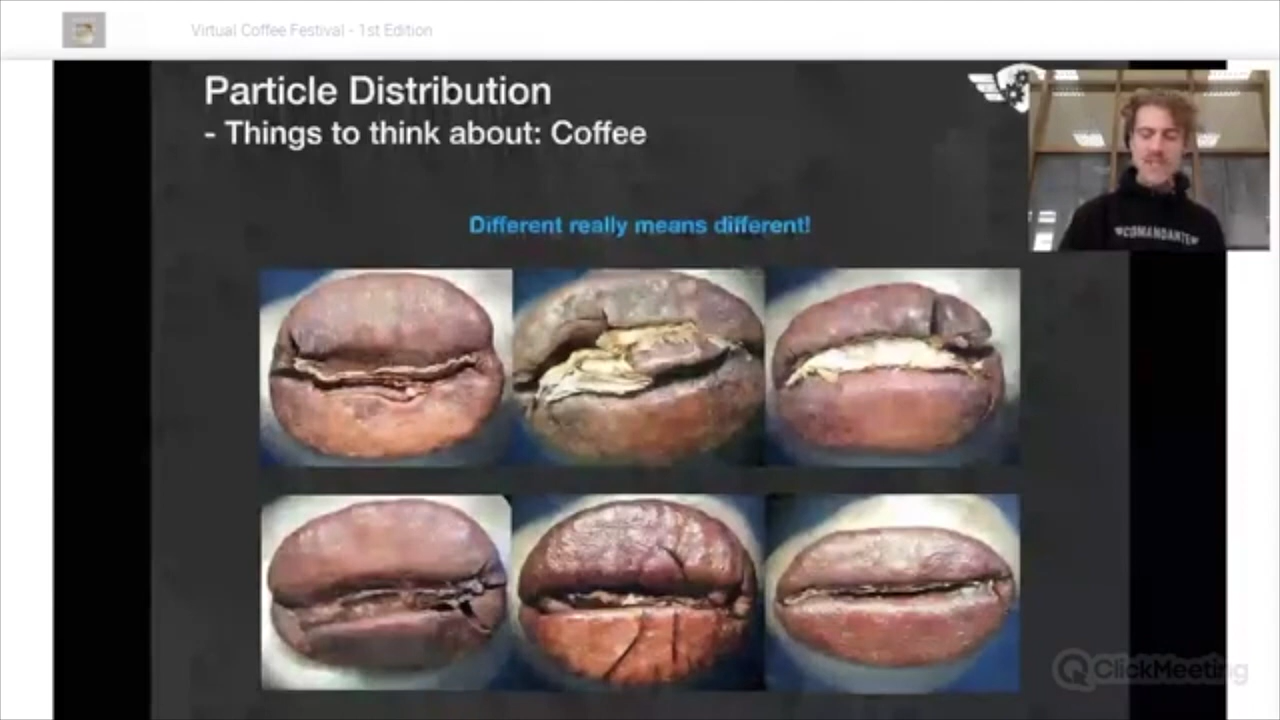 Virtual Coffee Festival - 1st Edition
Particle Distribution
- Things to think about: Coffee
Different really means different!
COMANDANTE
ClickMeeting